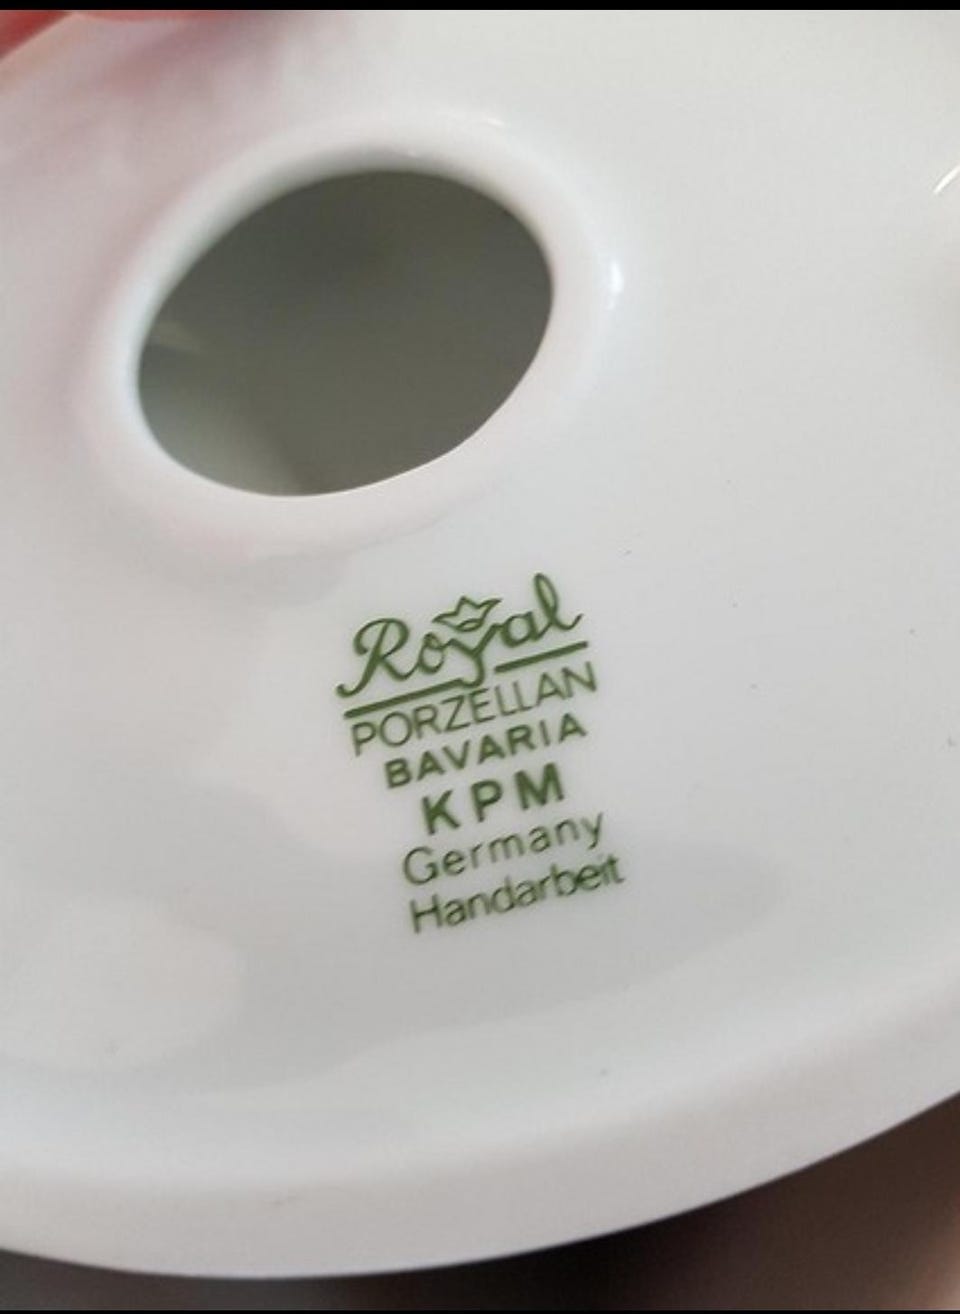 Royal
PORZELLAN
BAVARIA
KPM
Germany
Handarbeit